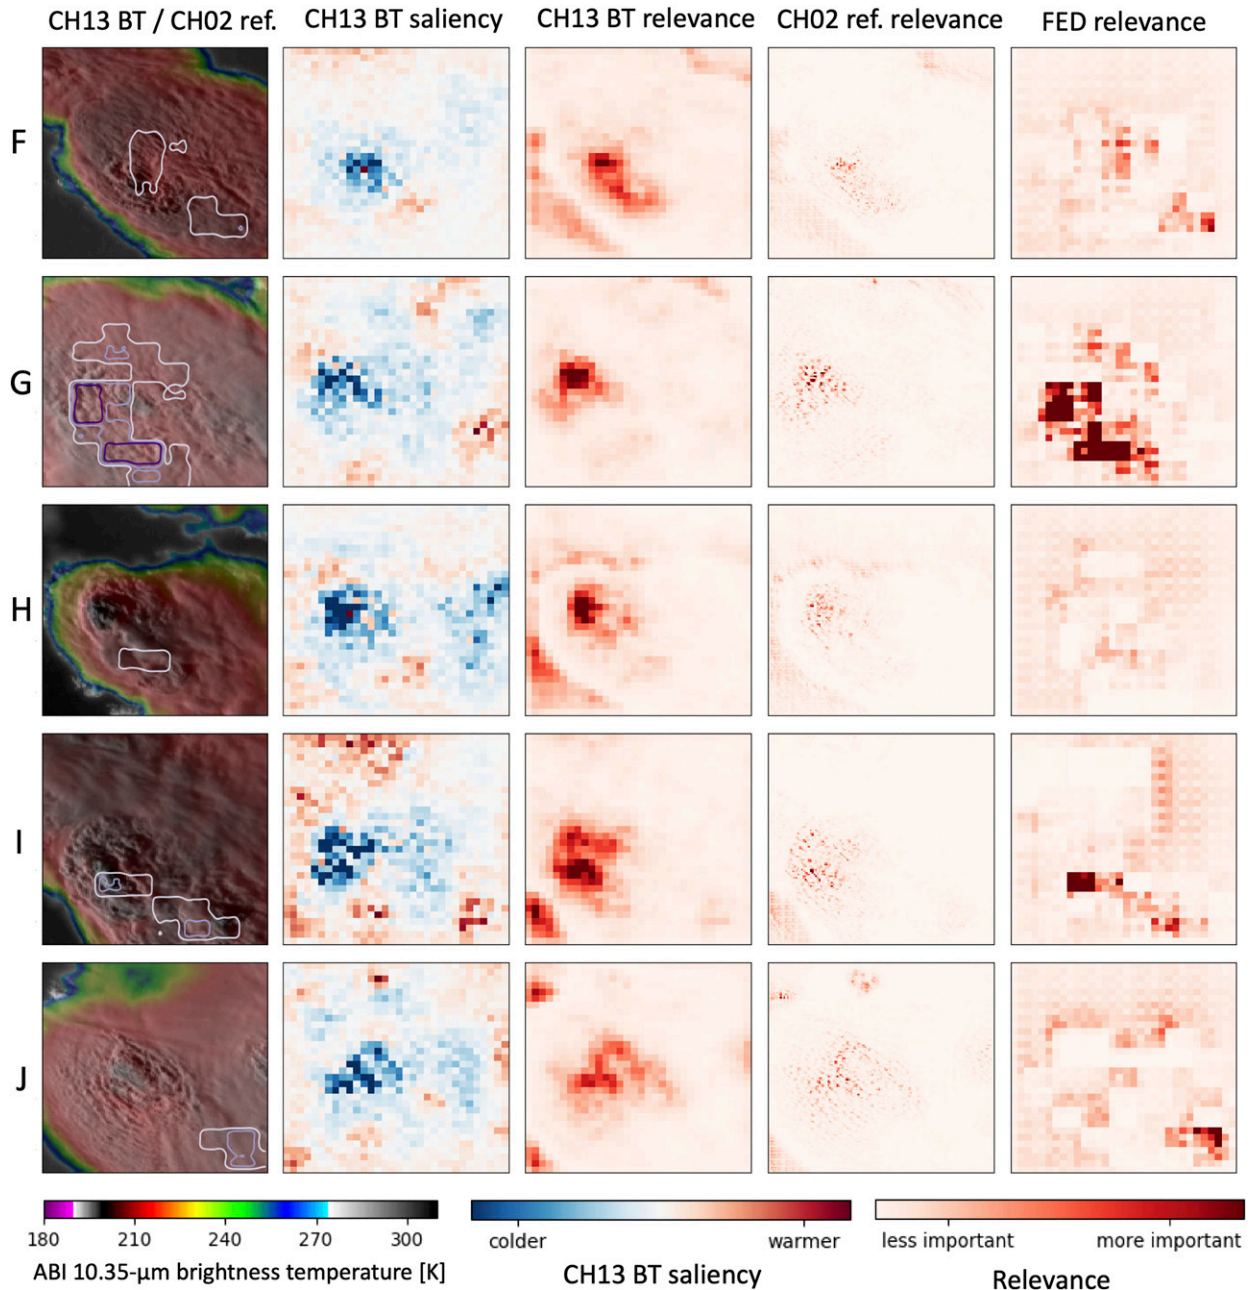 CH13 BT / CH02 ref. CH13 BT saliency CH13 BT relevance CH02 ref. relevance FED relevance
F
G
H
I
J
180 210 240 270 300
ABI 10.35-μm brightness temperature [K]
colder warmer
CH13 BT saliency
less important more important
Relevance